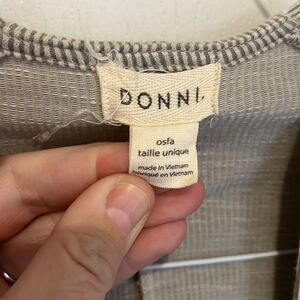 DONNI.
osfa
taille unique
made in Vietnam
fabriqué en Vietnam